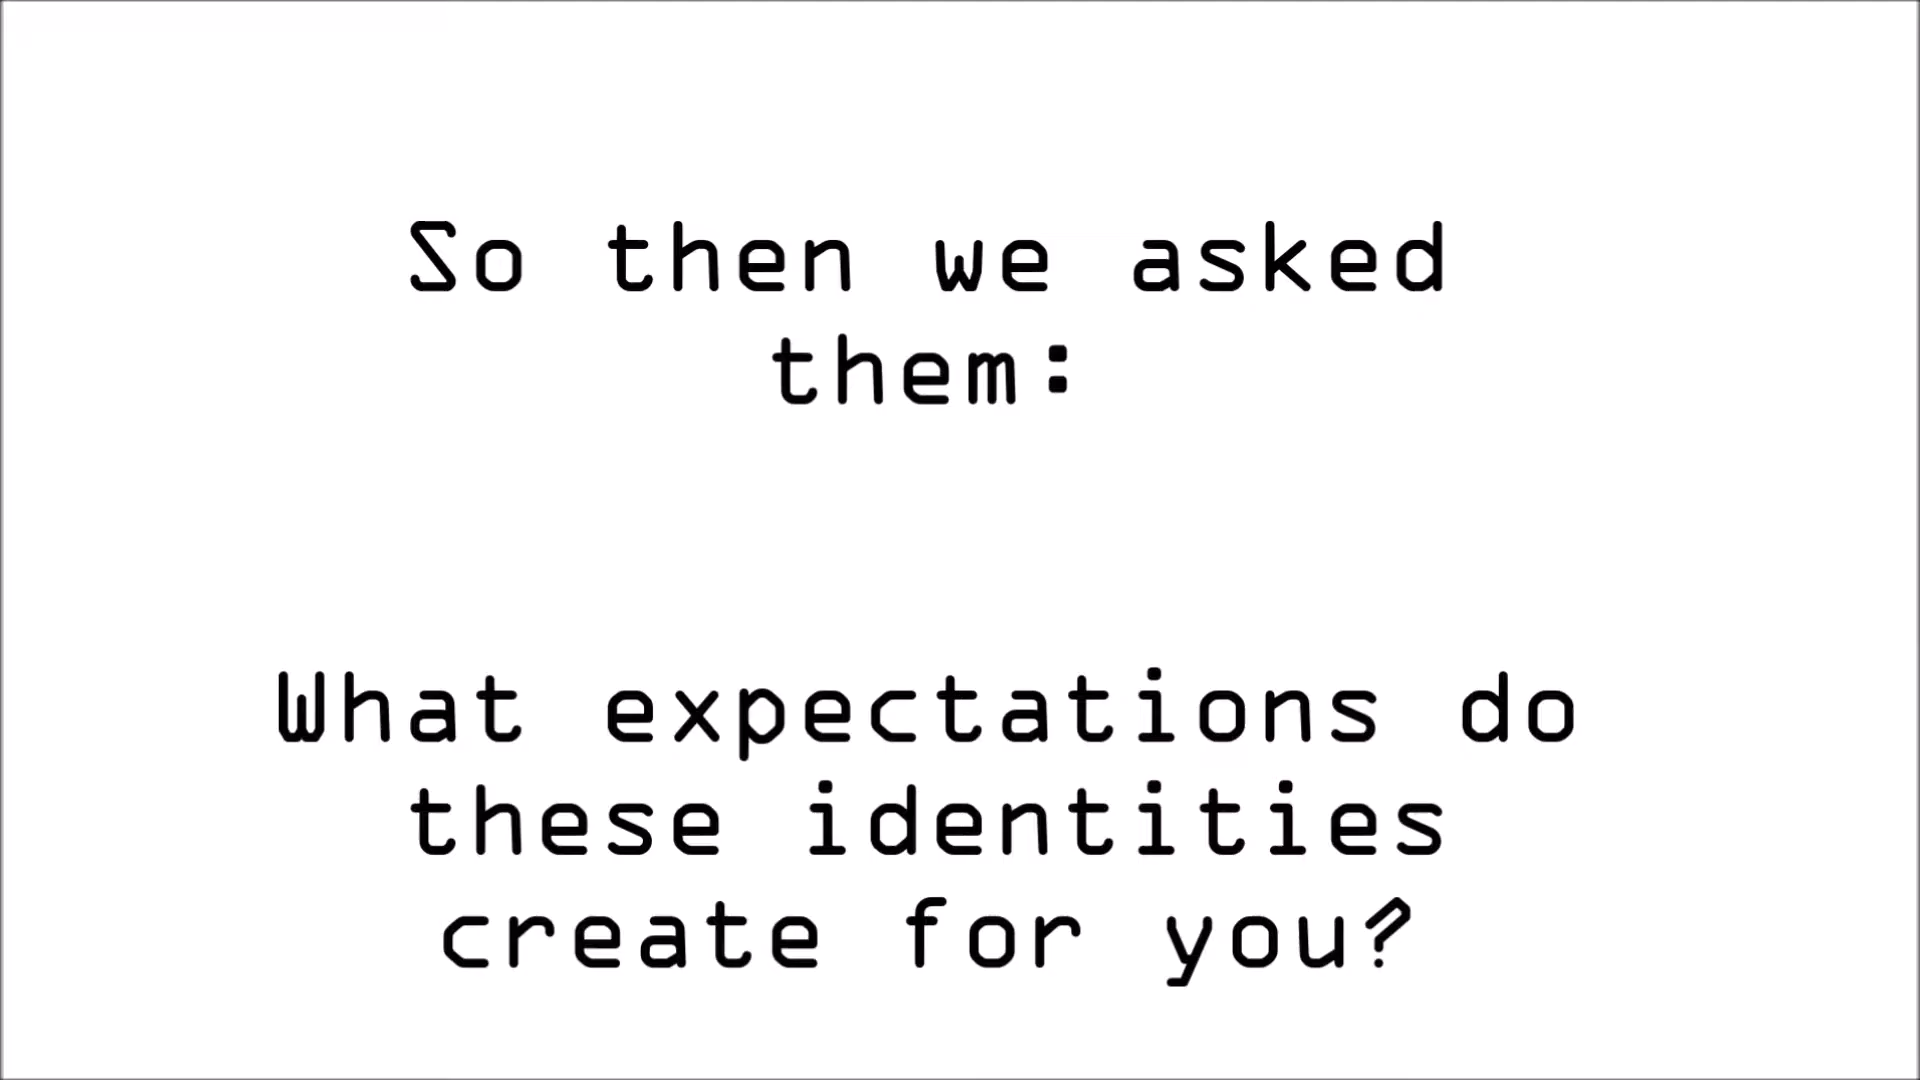 So then we asked
them:
What expectations do
these identities
create for you?